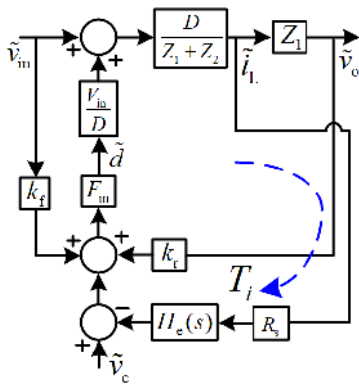 ṽin + + D / (Z1 + Z2) ĩL Z1 ṽo
Vin / D
d̃
kf Fm
+ + kr
Ti
− He(s) Rs
+ ṽc